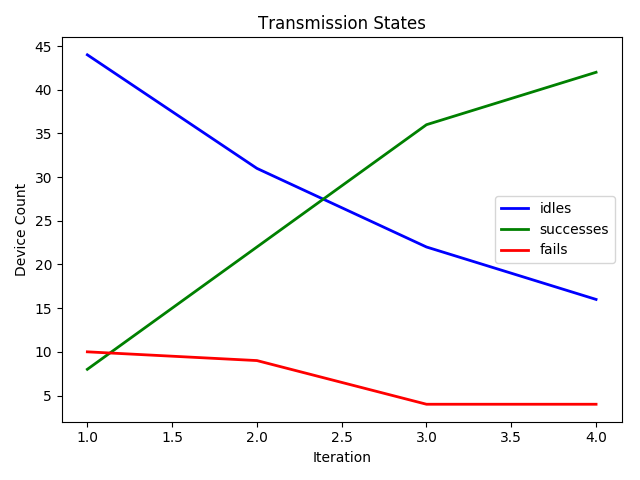 Transmission States
Device Count
45
40
35
30
25
20
15
10
5
idles
successes
fails
1.0 1.5 2.0 2.5 3.0 3.5 4.0
Iteration